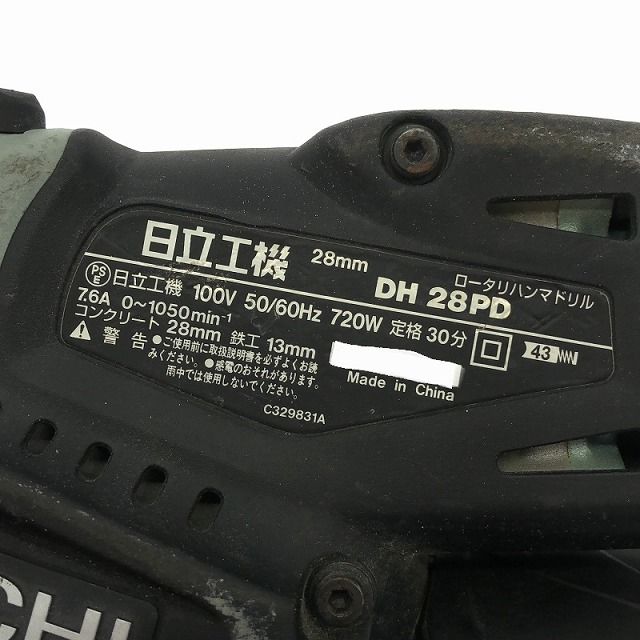 日立工機 28mm ロータリハンマドリル
DH 28PD
PS E 日立工機 100V 50/60Hz 720W 定格 30分
7.6A 0~1050min⁻¹
コンクリート 28mm 鉄工 13mm
警告 ●ご使用前に取扱説明書を必ずよくお読
みください。●感電のおそれがあります。
雨中では使用しないでください。
43
Made in China
C329831A
CHI